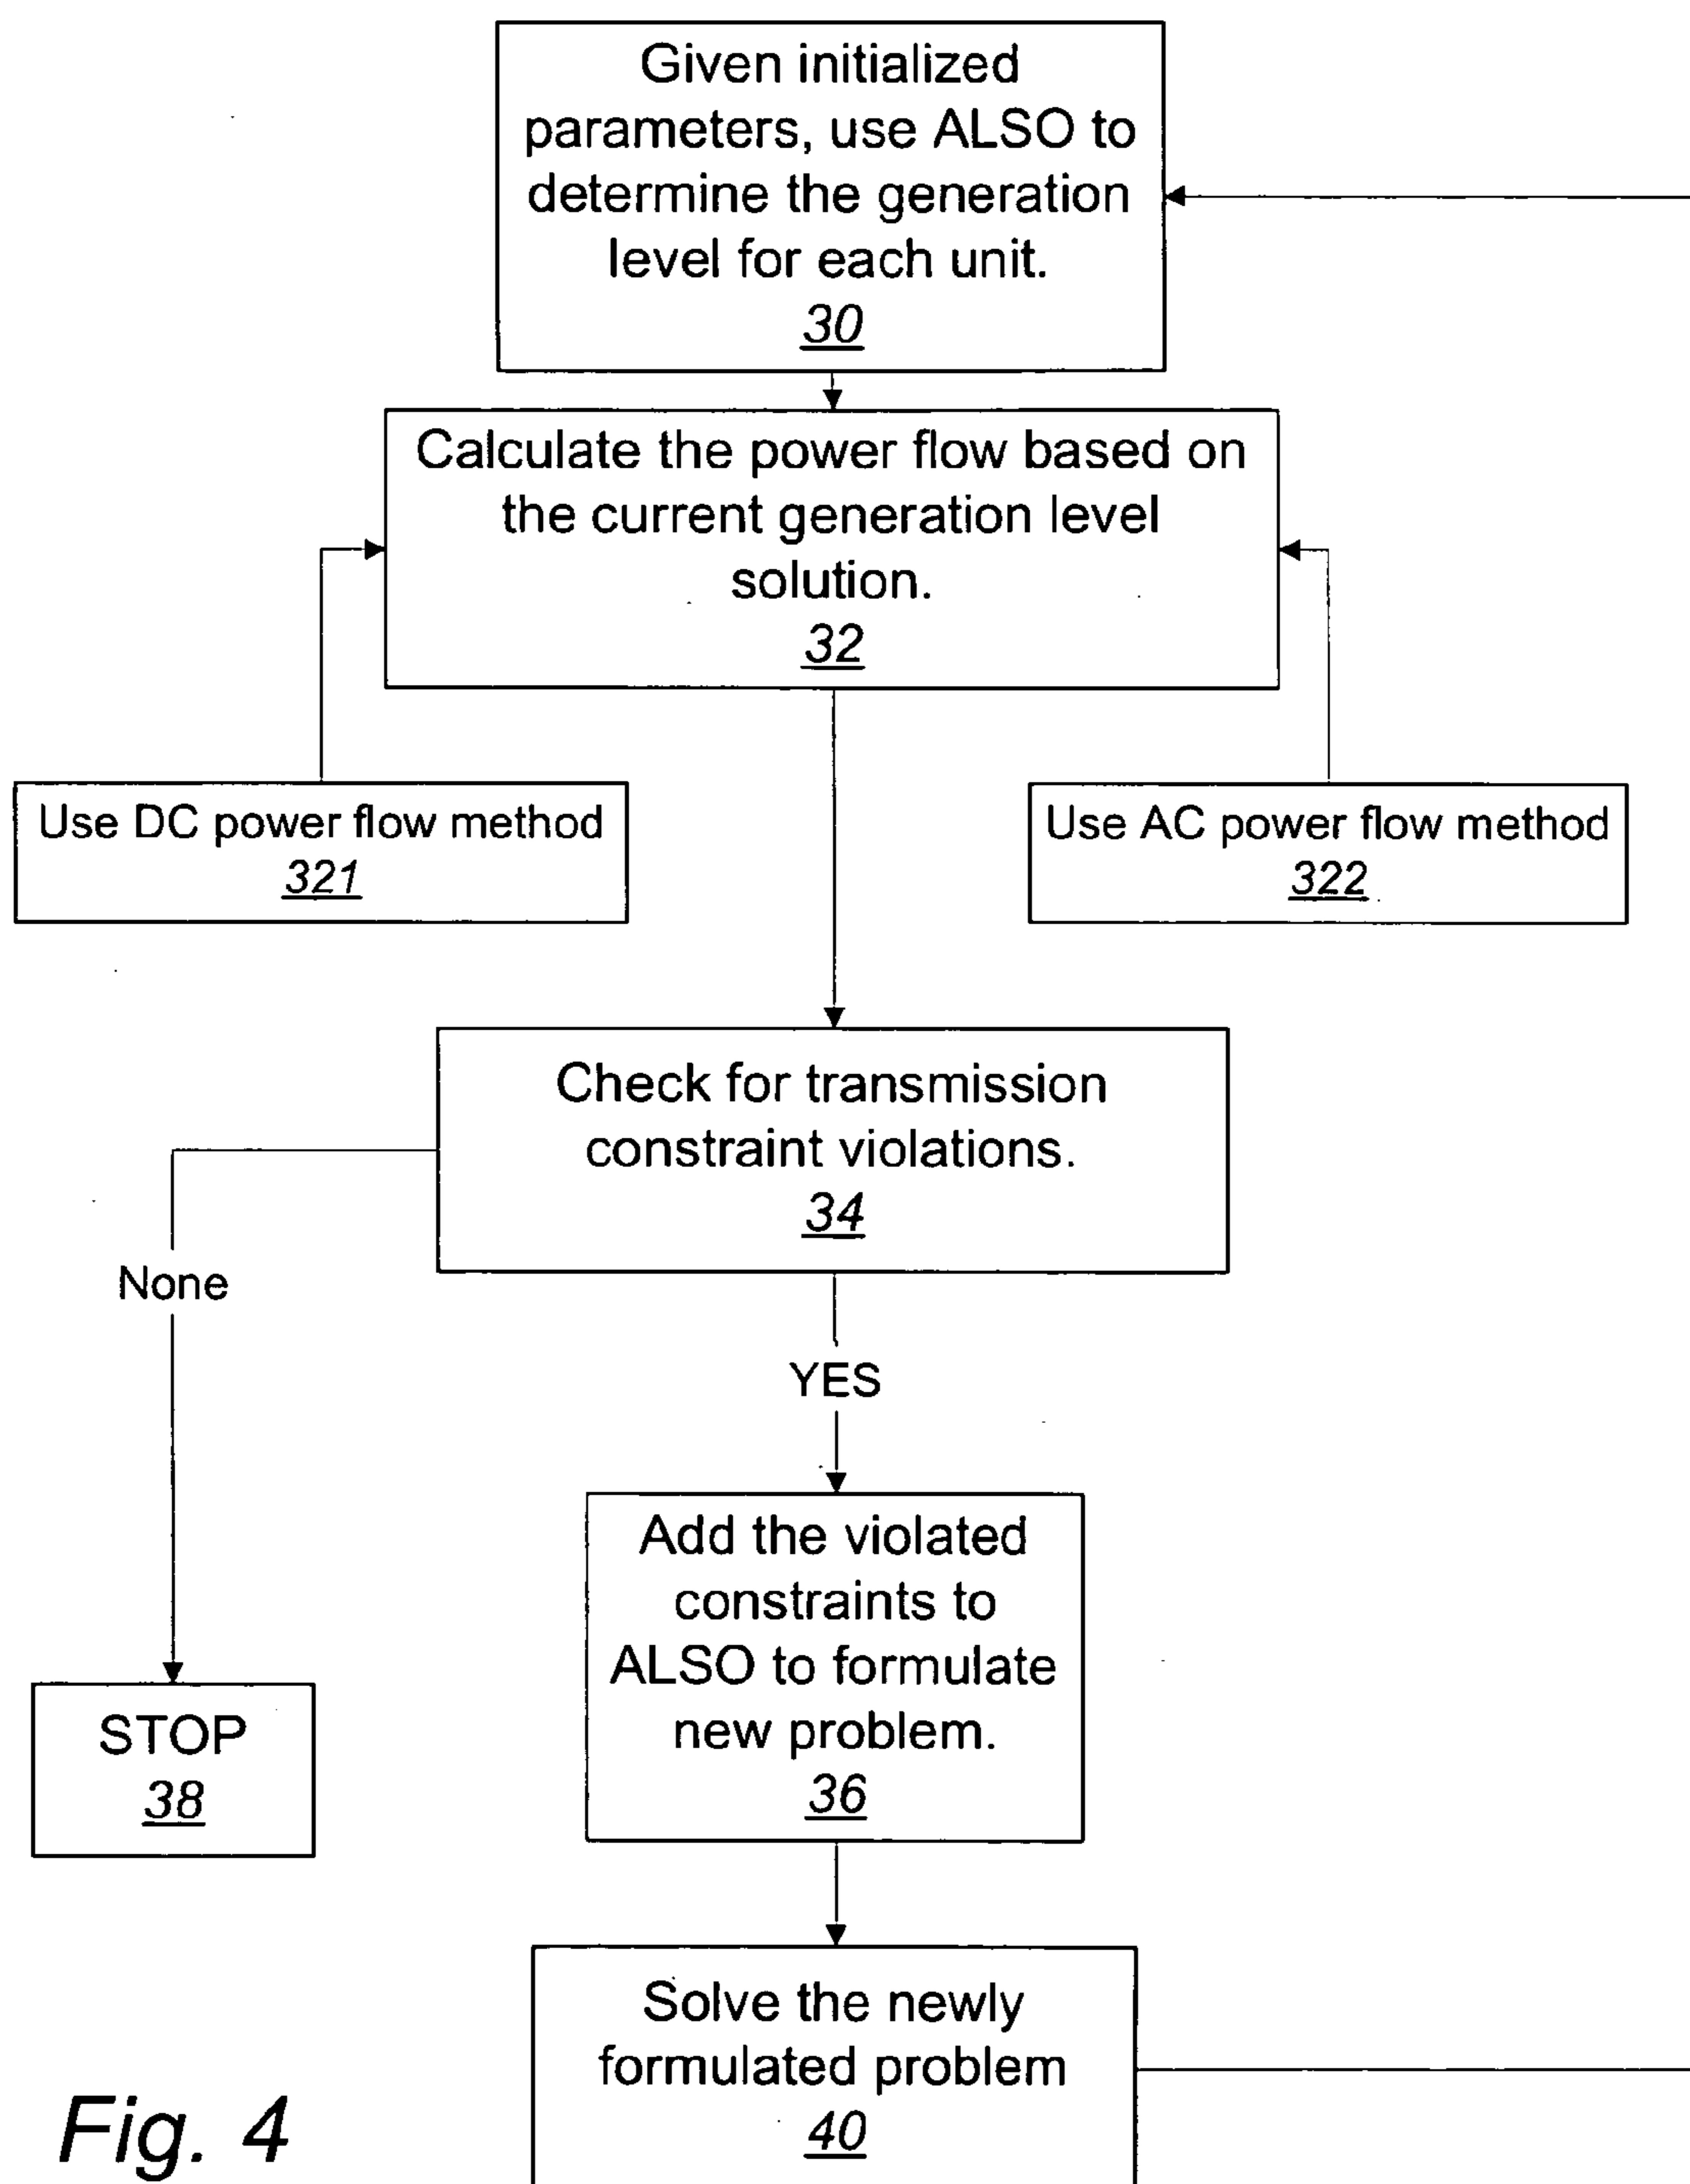 Given initialized
parameters, use ALSO to
determine the generation
level for each unit.
30
Calculate the power flow based on
the current generation level
solution.
32
Use DC power flow method
321
Use AC power flow method
322
Check for transmission
constraint violations.
34
None
YES
Add the violated
constraints to
ALSO to formulate
new problem.
36
STOP
38
Solve the newly
formulated problem
40
Fig. 4